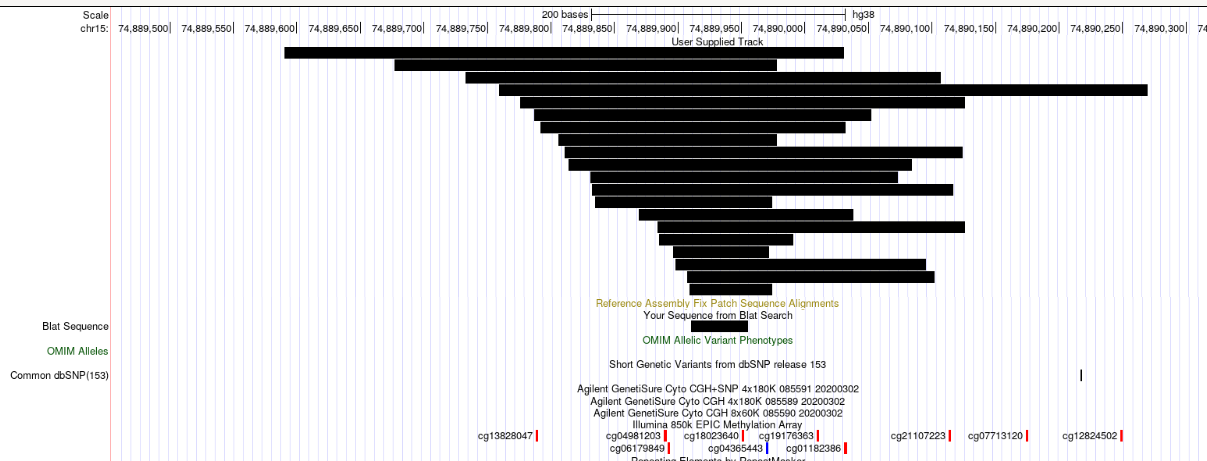 Scale 200 bases hg38
chr15: 74,889,500 74,889,550 74,889,600 74,889,650 74,889,700 74,889,750 74,889,800 74,889,850 74,889,900 74,889,950 74,890,000 74,890,050 74,890,100 74,890,150 74,890,200 74,890,250 74,890,300 74
User Supplied Track
Reference Assembly Fix Patch Sequence Alignments
Your Sequence from Blat Search
Blat Sequence
OMIM Allelic Variant Phenotypes
OMIM Alleles
Short Genetic Variants from dbSNP release 153
Common dbSNP(153)
Agilent GenetiSure Cyto CGH+SNP 4x180K 085591 20200302
Agilent GenetiSure Cyto CGH 4x180K 085589 20200302
Agilent GenetiSure Cyto CGH 8x60K 085590 20200302
Illumina 850k EPIC Methylation Array
cg13828047 cg04981203 cg18023640 cg19176363 cg21107223 cg07713120 cg12824502
cg06179849 cg04365443 cg01182386
Repeating Elements by RepeatMasker